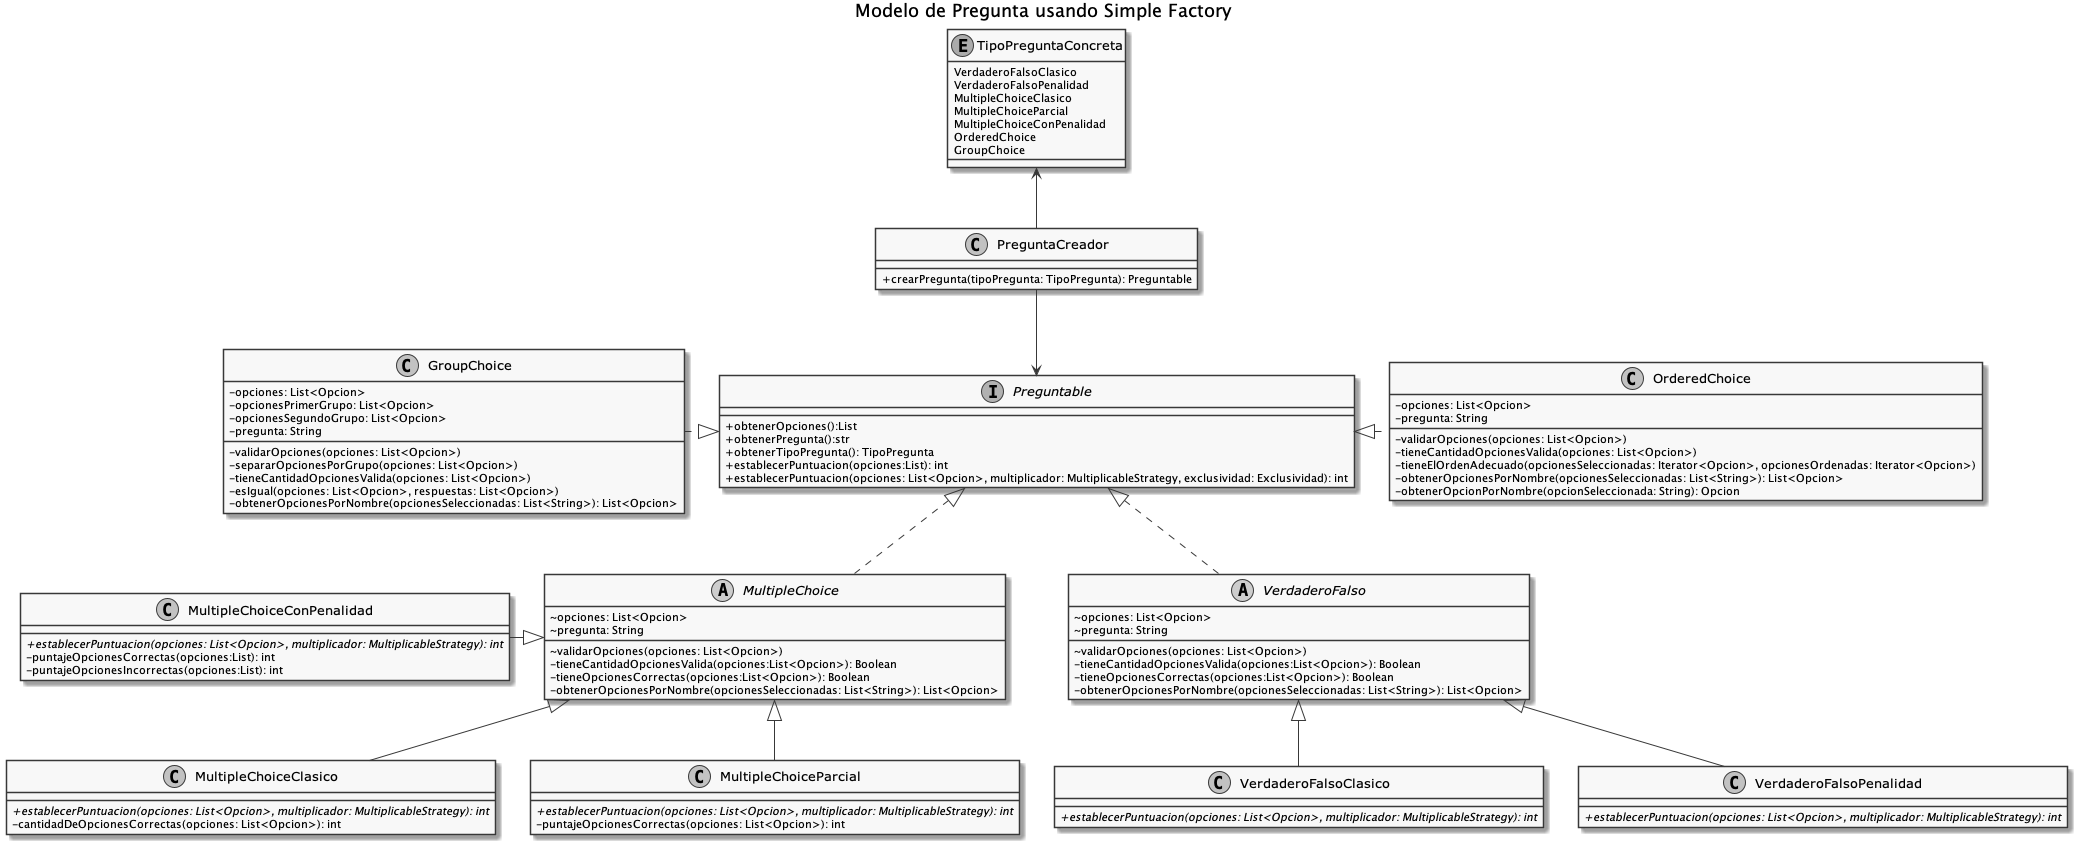 Modelo de Pregunta usando Simple Factory
E TipoPreguntaConcreta
VerdaderoFalsoClasico
VerdaderoFalsoPenalidad
MultipleChoiceClasico
MultipleChoiceParcial
MultipleChoiceConPenalidad
OrderedChoice
GroupChoice
C PreguntaCreador
+crearPregunta(tipoPregunta: TipoPregunta): Preguntable
C GroupChoice
-opciones: List<Opcion>
-opcionesPrimerGrupo: List<Opcion>
-opcionesSegundoGrupo: List<Opcion>
-pregunta: String
-validarOpciones(opciones: List<Opcion>)
-separarOpcionesPorGrupo(opciones: List<Opcion>)
-tieneCantidadOpcionesValida(opciones: List<Opcion>)
-esIgual(opciones: List<Opcion>, respuestas: List<Opcion>)
-obtenerOpcionesPorNombre(opcionesSeleccionadas: List<String>): List<Opcion>
I Preguntable
+obtenerOpciones():List
+obtenerPregunta():str
+obtenerTipoPregunta(): TipoPregunta
+establecerPuntuacion(opciones:List): int
+establecerPuntuacion(opciones: List<Opcion>, multiplicador: MultiplicableStrategy, exclusividad: Exclusividad): int
C OrderedChoice
-opciones: List<Opcion>
-pregunta: String
-validarOpciones(opciones: List<Opcion>)
-tieneCantidadOpcionesValida(opciones: List<Opcion>)
-tieneElOrdenAdecuado(opcionesSeleccionadas: Iterator<Opcion>, opcionesOrdenadas: Iterator<Opcion>)
-obtenerOpcionesPorNombre(opcionesSeleccionadas: List<String>): List<Opcion>
-obtenerOpcionPorNombre(opcionSeleccionada: String): Opcion
C MultipleChoiceConPenalidad
+establecerPuntuacion(opciones: List<Opcion>, multiplicador: MultiplicableStrategy): int
-puntajeOpcionesCorrectas(opciones:List): int
-puntajeOpcionesIncorrectas(opciones:List): int
A MultipleChoice
~opciones: List<Opcion>
~pregunta: String
~validarOpciones(opciones: List<Opcion>)
-tieneCantidadOpcionesValida(opciones:List<Opcion>): Boolean
-tieneOpcionesCorrectas(opciones:List<Opcion>): Boolean
-obtenerOpcionesPorNombre(opcionesSeleccionadas: List<String>): List<Opcion>
A VerdaderoFalso
~opciones: List<Opcion>
~pregunta: String
~validarOpciones(opciones: List<Opcion>)
-tieneCantidadOpcionesValida(opciones:List<Opcion>): Boolean
-tieneOpcionesCorrectas(opciones:List<Opcion>): Boolean
-obtenerOpcionesPorNombre(opcionesSeleccionadas: List<String>): List<Opcion>
C MultipleChoiceClasico
+establecerPuntuacion(opciones: List<Opcion>, multiplicador: MultiplicableStrategy): int
-cantidadDeOpcionesCorrectas(opciones: List<Opcion>): int
C MultipleChoiceParcial
+establecerPuntuacion(opciones: List<Opcion>, multiplicador: MultiplicableStrategy): int
-puntajeOpcionesCorrectas(opciones: List<Opcion>): int
C VerdaderoFalsoClasico
+establecerPuntuacion(opciones: List<Opcion>, multiplicador: MultiplicableStrategy): int
C VerdaderoFalsoPenalidad
+establecerPuntuacion(opciones: List<Opcion>, multiplicador: MultiplicableStrategy): int